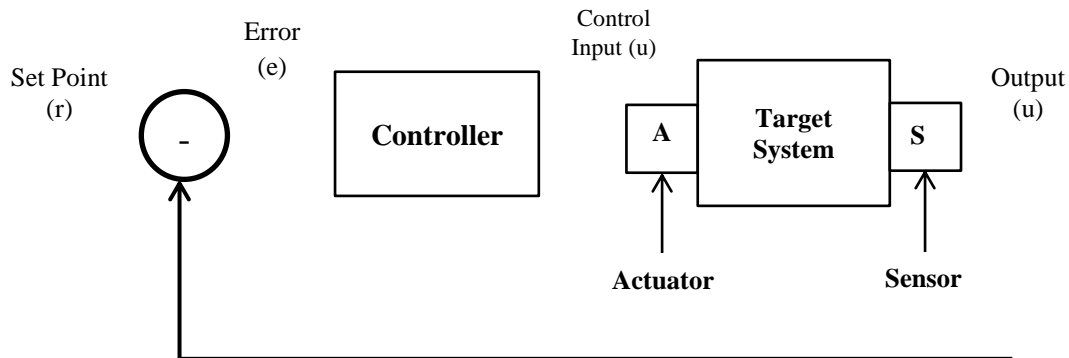 Set Point
(r)
Error
(e)
-
Controller
Control
Input (u)
A
Target
System
S
Output
(u)
Actuator
Sensor